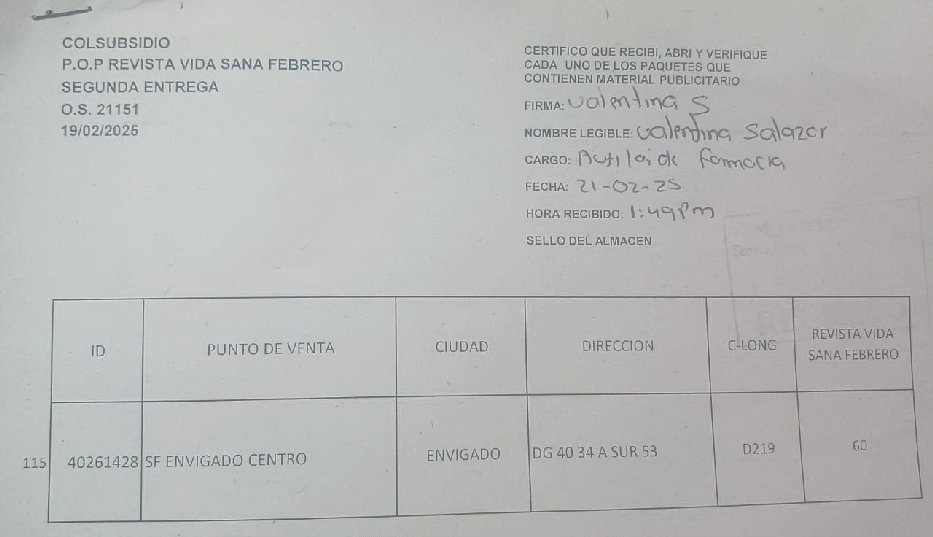 COLSUBSIDIO
P.O.P REVISTA VIDA SANA FEBRERO
SEGUNDA ENTREGA
O.S. 21151
19/02/2025
CERTIFICO QUE RECIBI, ABRI Y VERIFIQUE
CADA UNO DE LOS PAQUETES QUE
CONTIENEN MATERIAL PUBLICITARIO
FIRMA: Valentina S
NOMBRE LEGIBLE: Valentina Salazar
CARGO: de farmacia
FECHA: 21-02-25
HORA RECIBIDO: 1:49 Pm
SELLO DEL ALMACEN
ID PUNTO DE VENTA CIUDAD DIRECCION C-LONG REVISTA VIDA SANA FEBRERO
115 40261428 SF ENVIGADO CENTRO ENVIGADO DG 40 34 A SUR 53 D219 60